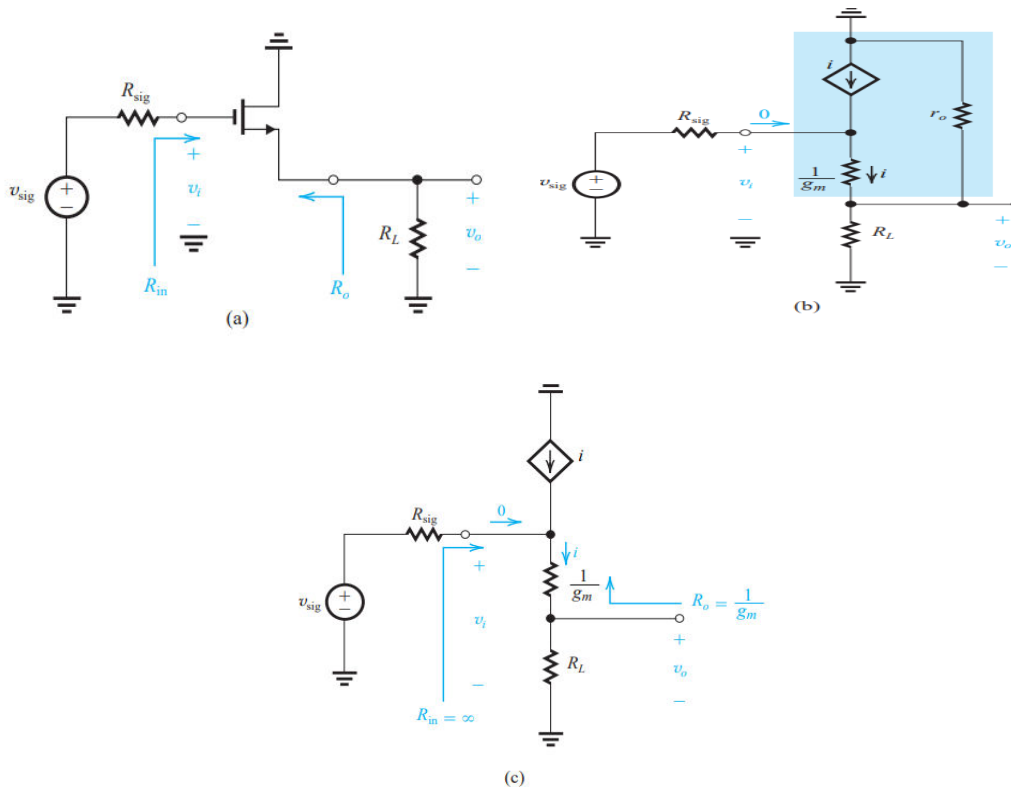 R_sig
v_sig
+
−
+
v_i
−
R_in
R_o
R_L
+
v_o
−
(a)
i
r_o
R_sig
0
v_sig
+
−
+
v_i
−
1/g_m
i
R_L
+
v_o
−
(b)
i
R_sig
0
i
v_sig
+
−
+
v_i
−
1/g_m
R_o = 1/g_m
R_L
+
v_o
−
R_in = ∞
(c)